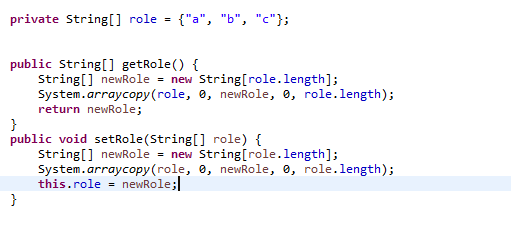 private String[] role = {"a", "b", "c"};
public String[] getRole() {
String[] newRole = new String[role.length];
System.arraycopy(role, 0, newRole, 0, role.length);
return newRole;
}
public void setRole(String[] role) {
String[] newRole = new String[role.length];
System.arraycopy(role, 0, newRole, 0, role.length);
this.role = newRole;
}